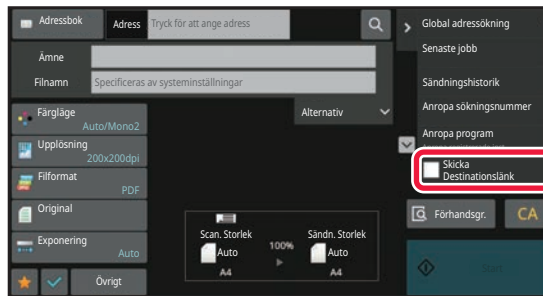 Adressbok
Adress
Tryck för att ange adress
Ämne
Filnamn
Specificeras av systeminställningar
Alternativ
Färgläge
Auto/Mono2
Upplösning
200x200dpi
Filformat
PDF
Original
Exponering
Auto
Övrigt
Scan. Storlek
Auto
A4
100%
Sändn. Storlek
Auto
A4
Global adressökning
Senaste jobb
Sändningshistorik
Anropa sökningsnummer
Anropa program
Skicka
Destinationslänk
Förhandsgr.
CA
Start